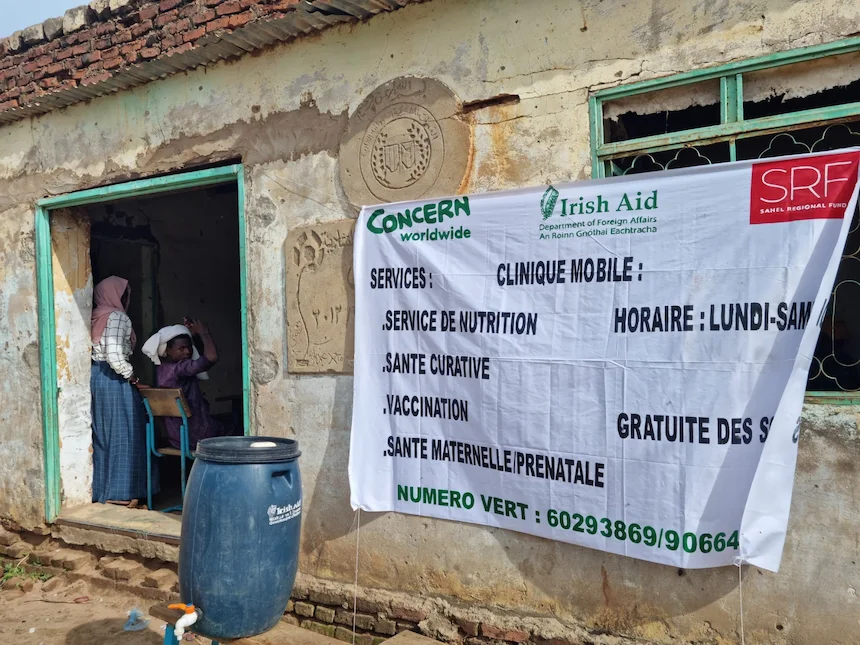 CONCERN
worldwide
Irish Aid
Department of Foreign Affairs
An Roinn Gnóthaí Eachtracha
SRF
SAHEL REGIONAL FUND
SERVICES :
CLINIQUE MOBILE :
.SERVICE DE NUTRITION
HORAIRE : LUNDI-SAM
.SANTE CURATIVE
.VACCINATION
GRATUITE DES
.SANTE MATERNELLE/PRENATALE
NUMERO VERT : 60293869/90664
Irish Aid
٢٠١٢